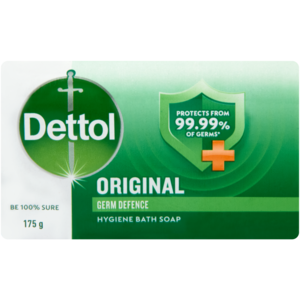 Dettol
PROTECTS FROM
99.99%
OF GERMS*
ORIGINAL
GERM DEFENCE
HYGIENE BATH SOAP
BE 100% SURE
175 g